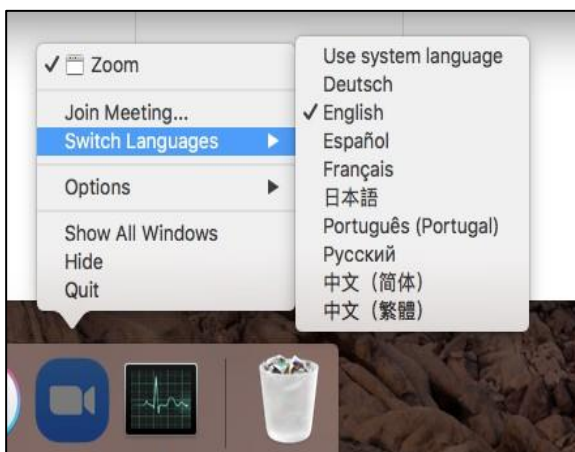 ✓ Zoom
Join Meeting...
Switch Languages
Options
Show All Windows
Hide
Quit
Use system language
Deutsch
✓ English
Español
Français
日本語
Português (Portugal)
Русский
中文（简体）
中文（繁體）